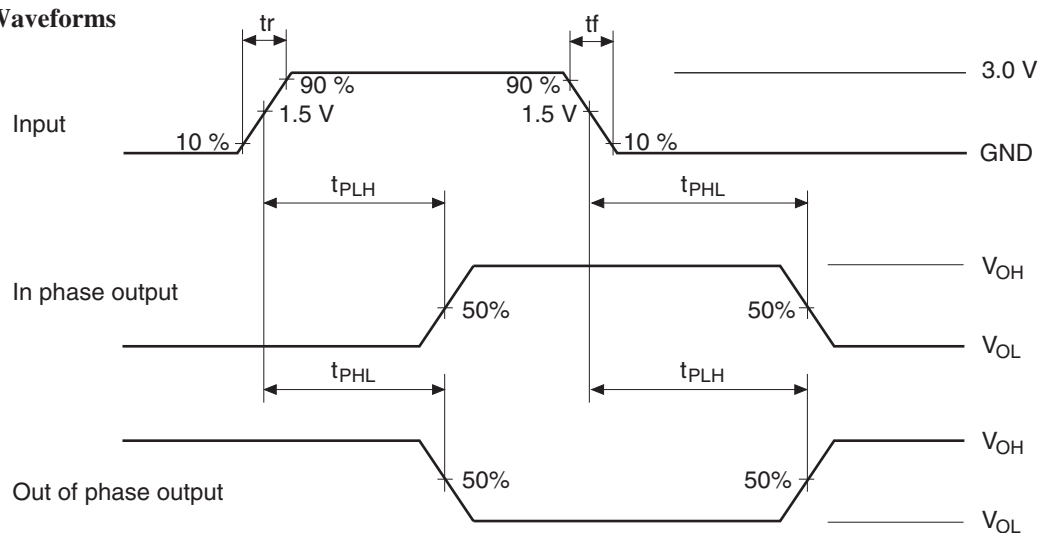 Waveforms
tr
tf
90 %
90 %
3.0 V
1.5 V
1.5 V
Input
10 %
10 %
GND
tPLH
tPHL
VOH
In phase output
50%
50%
VOL
tPHL
tPLH
VOH
50%
50%
Out of phase output
VOL